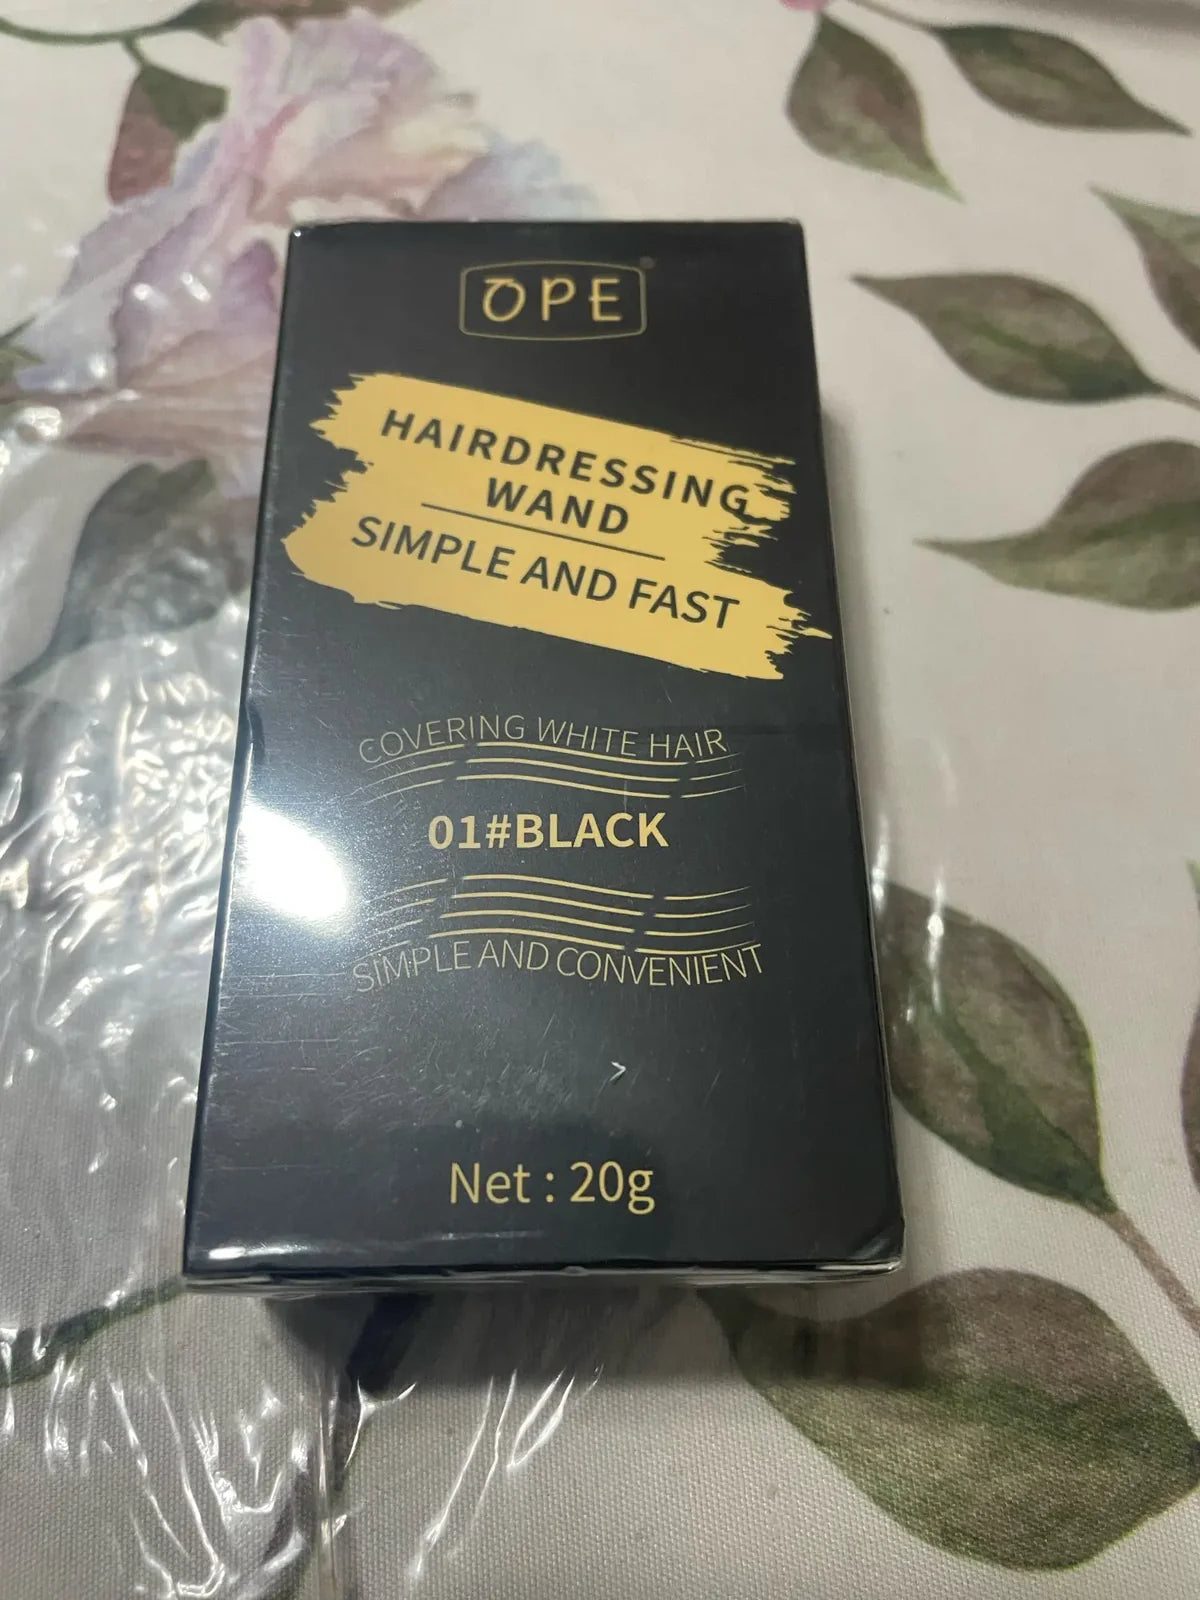 OPE
HAIRDRESSING
WAND
SIMPLE AND FAST
COVERING WHITE HAIR
01#BLACK
SIMPLE AND CONVENIENT
Net : 20g